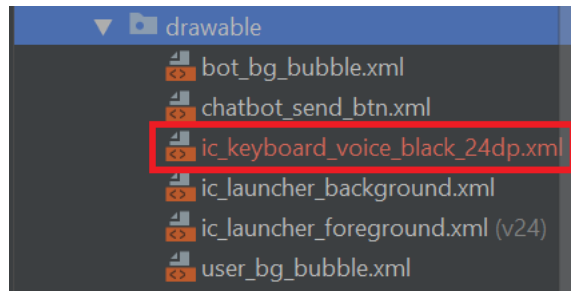 drawable
bot_bg_bubble.xml
chatbot_send_btn.xml
ic_keyboard_voice_black_24dp.xml
ic_launcher_background.xml
ic_launcher_foreground.xml (v24)
user_bg_bubble.xml